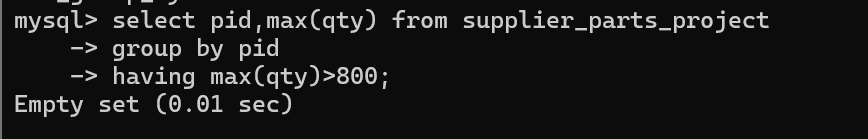 mysql> select pid,max(qty) from supplier_parts_project
-> group by pid
-> having max(qty)>800;
Empty set (0.01 sec)